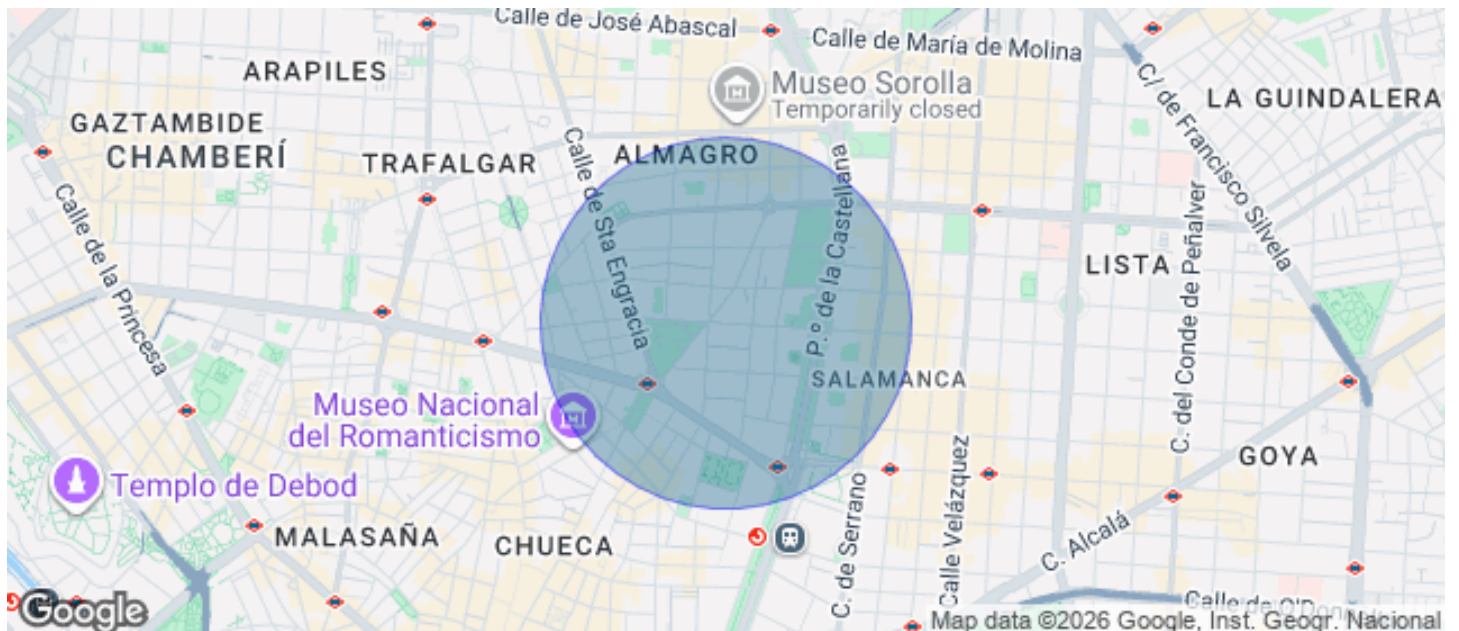 Calle de José Abascal
Calle de María de Molina
ARAPILES
Museo Sorolla
Temporarily closed
C/ de Francisco Silvela
LA GUINDALERA
GAZTAMBIDE
CHAMBERÍ
TRAFALGAR
ALMAGRO
Calle de Sta Engracia
P.º de la Castellana
Calle de la Princesa
C. del Conde de Peñalver
LISTA
SALAMANCA
Museo Nacional
del Romanticismo
Templo de Debod
GOYA
MALASAÑA
CHUECA
C. de Serrano
Calle Velázquez
C. Alcalá
Google
Map data ©2026 Google, Inst. Geogr. Nacional